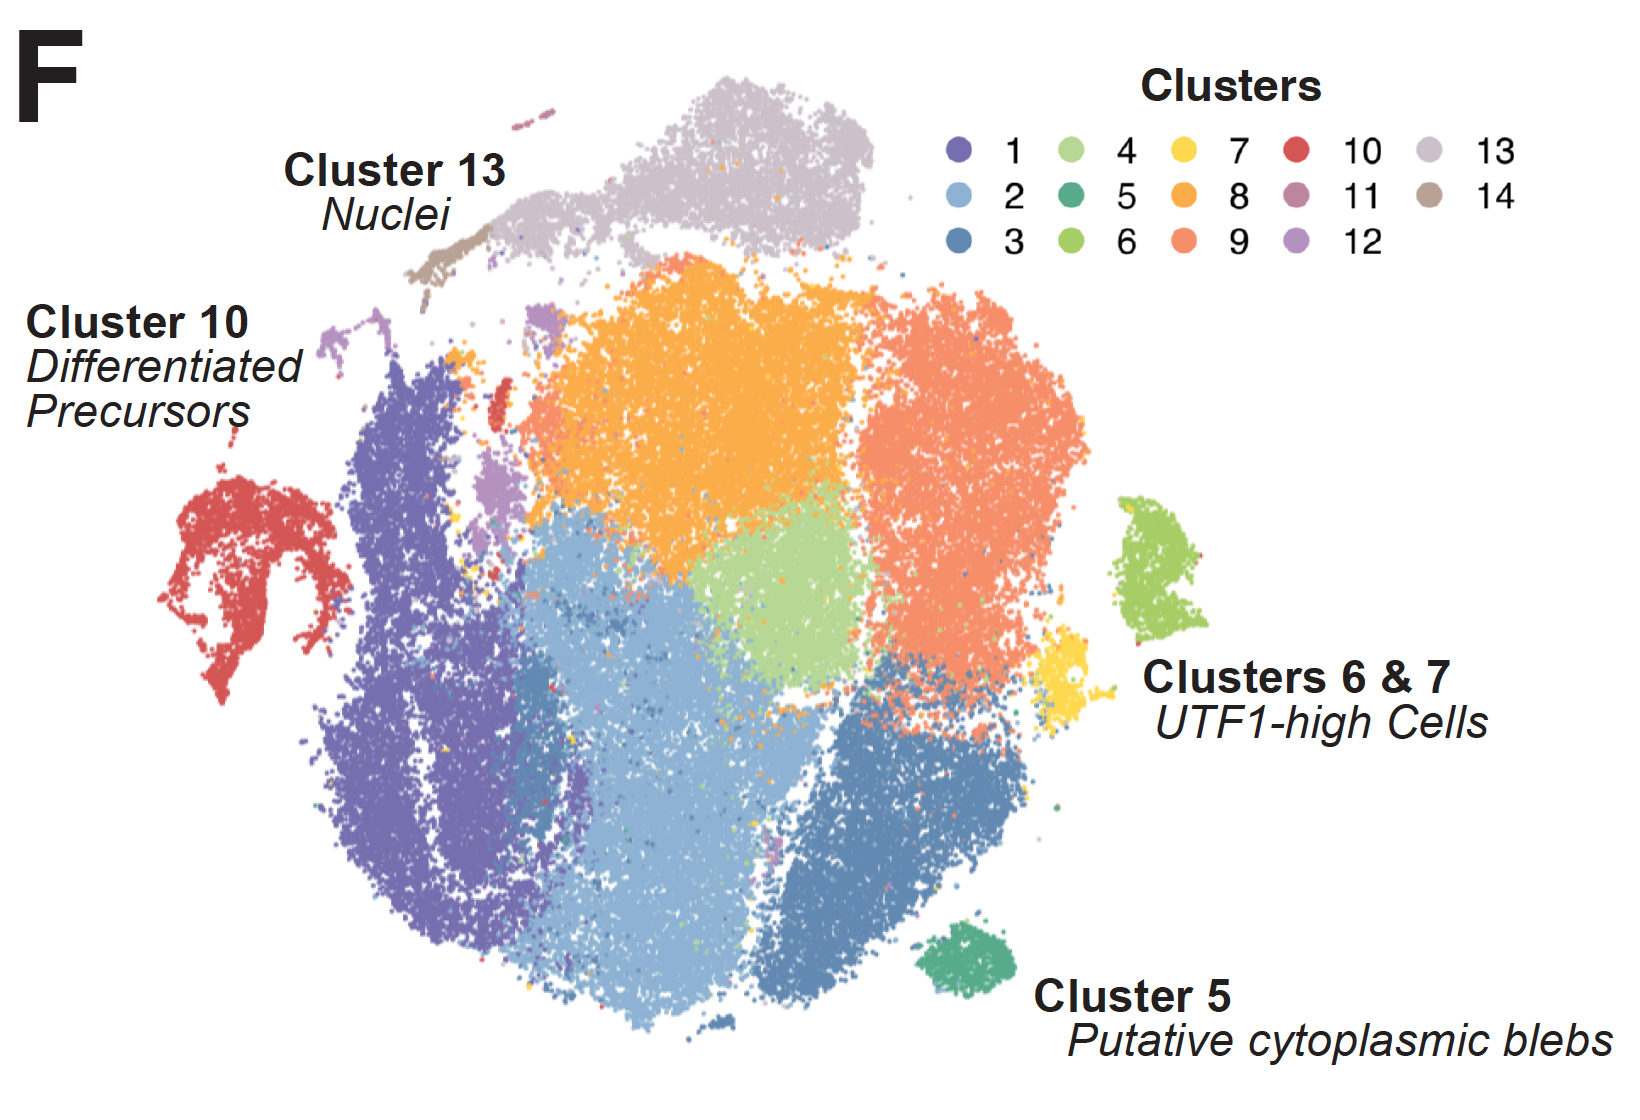 F
Clusters
1 4 7 10 13
2 5 8 11 14
3 6 9 12
Cluster 13
Nuclei
Cluster 10
Differentiated
Precursors
Clusters 6 & 7
UTF1-high Cells
Cluster 5
Putative cytoplasmic blebs